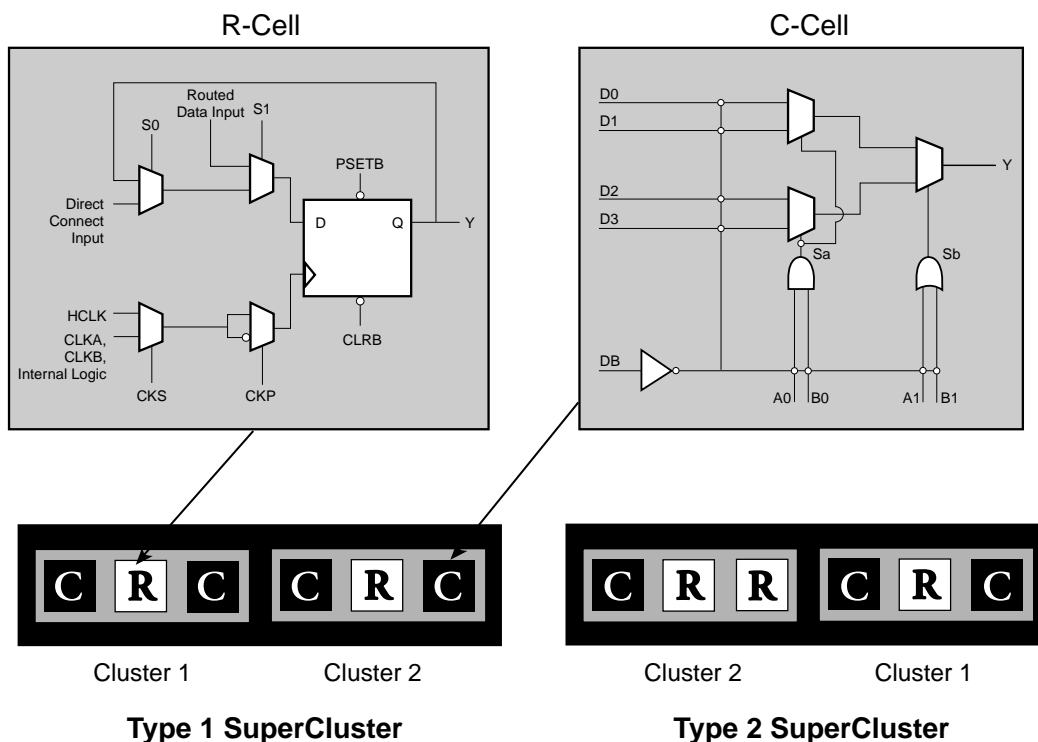 R-Cell
C-Cell
Routed
Data Input
S1
S0
PSETB
Direct
Connect
Input
D
Q
Y
HCLK
CLKA,
CLKB,
Internal Logic
CKS
CKP
CLRB
D0
D1
D2
D3
Sa
Sb
Y
DB
A0
B0
A1
B1
C R C
C R C
C R R
C R C
Cluster 1
Cluster 2
Cluster 2
Cluster 1
Type 1 SuperCluster
Type 2 SuperCluster